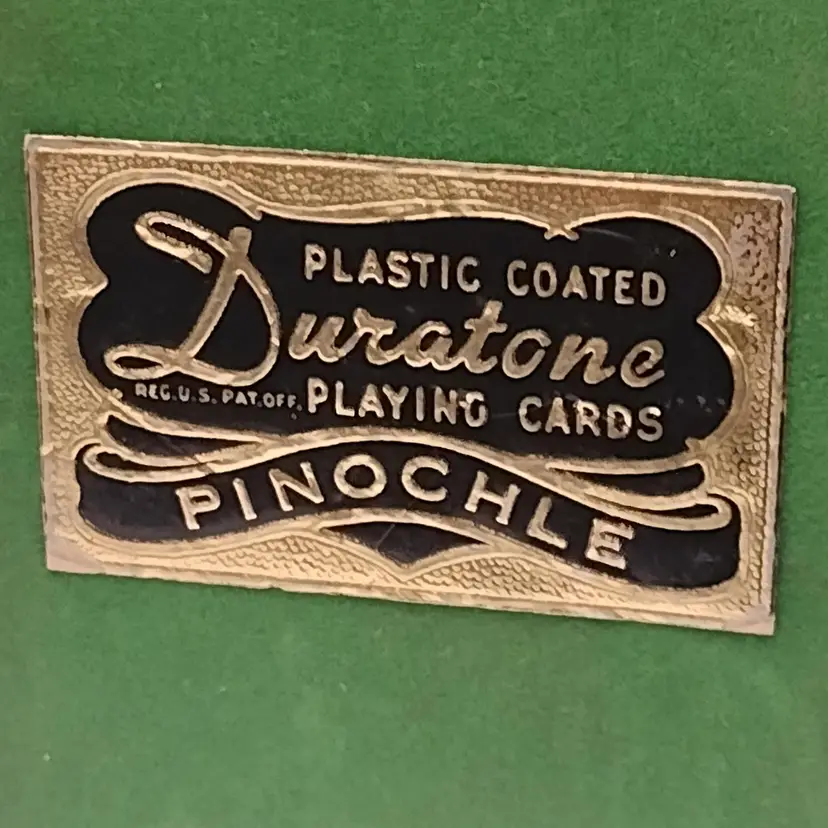 PLASTIC COATED
Duratone
REG.U.S. PAT.OFF. PLAYING CARDS
PINOCHLE